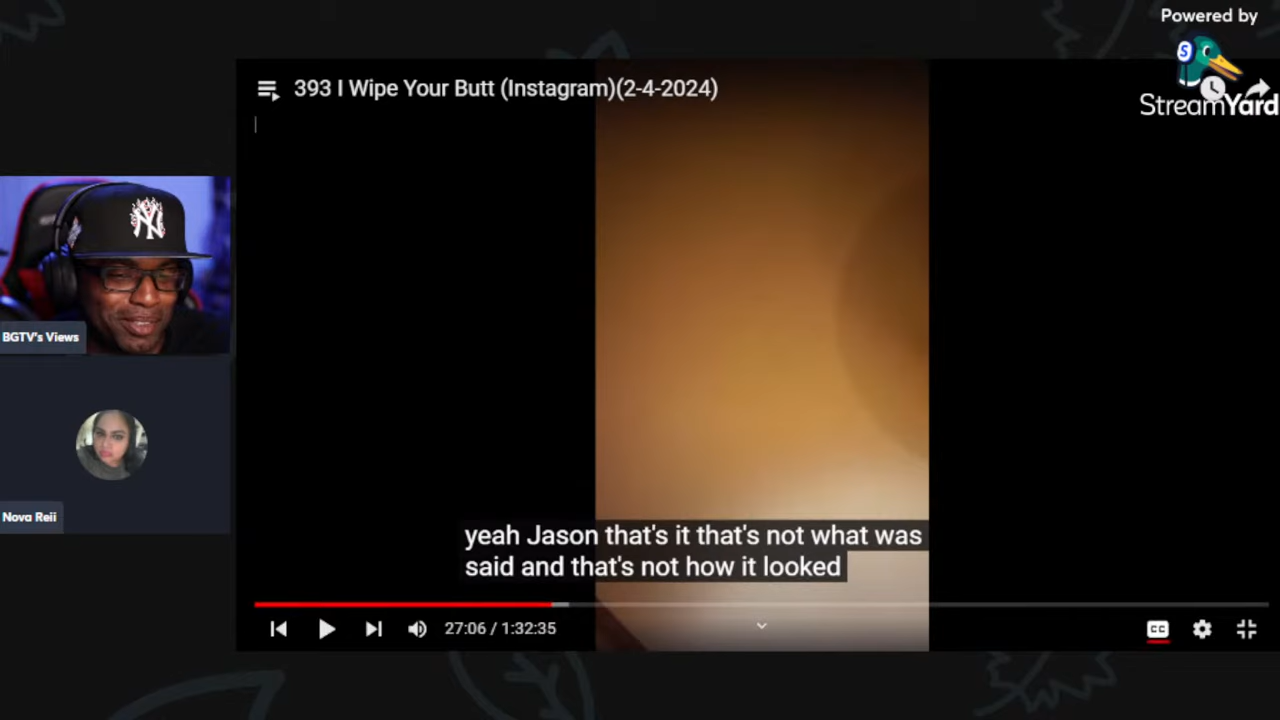 Powered by
StreamYard
393 I Wipe Your Butt (Instagram)(2-4-2024)
BGTV's Views
Nova Reii
yeah Jason that's it that's not what was
said and that's not how it looked
27:06 / 1:32:35
CC